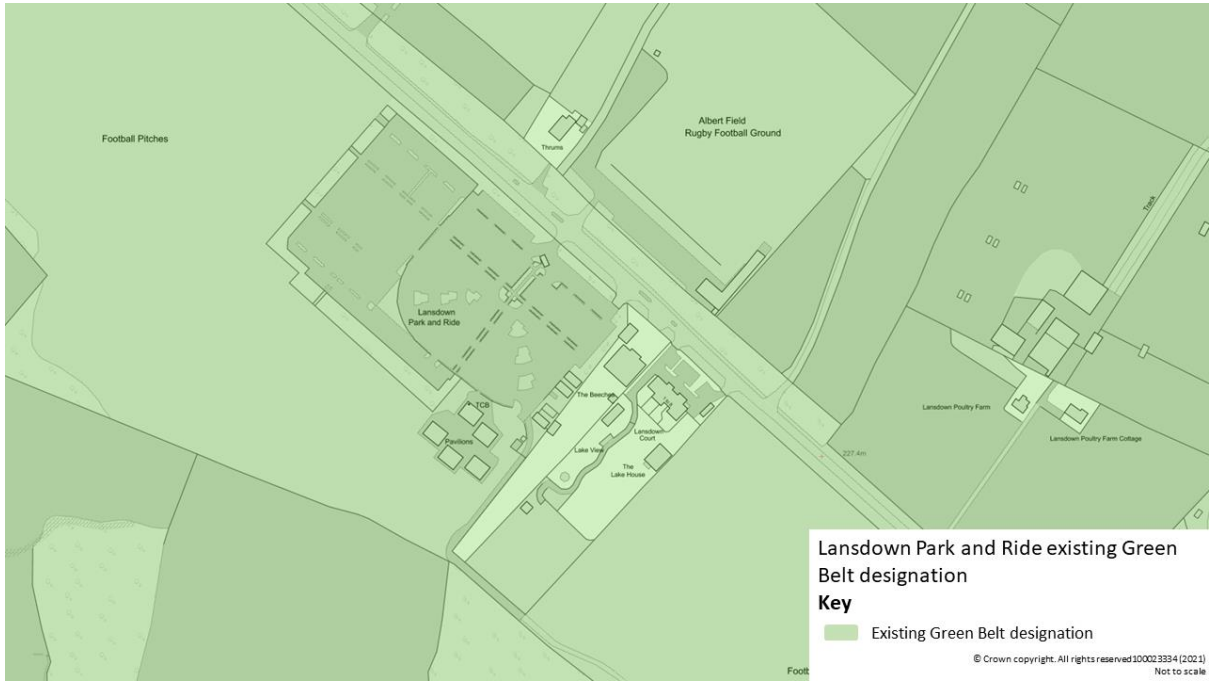 Football Pitches
Albert Field
Rugby Football Ground
Thrums
Track
Lansdown
Park and Ride
TCB
Pavilions
The Beeches
Lake View
Lansdown
Court
The
Lake House
227.4m
Lansdown Poultry Farm
Lansdown Poultry Farm Cottage
Footb
Lansdown Park and Ride existing Green
Belt designation
Key
Existing Green Belt designation
© Crown copyright. All rights reserved100023334 (2021)
Not to scale